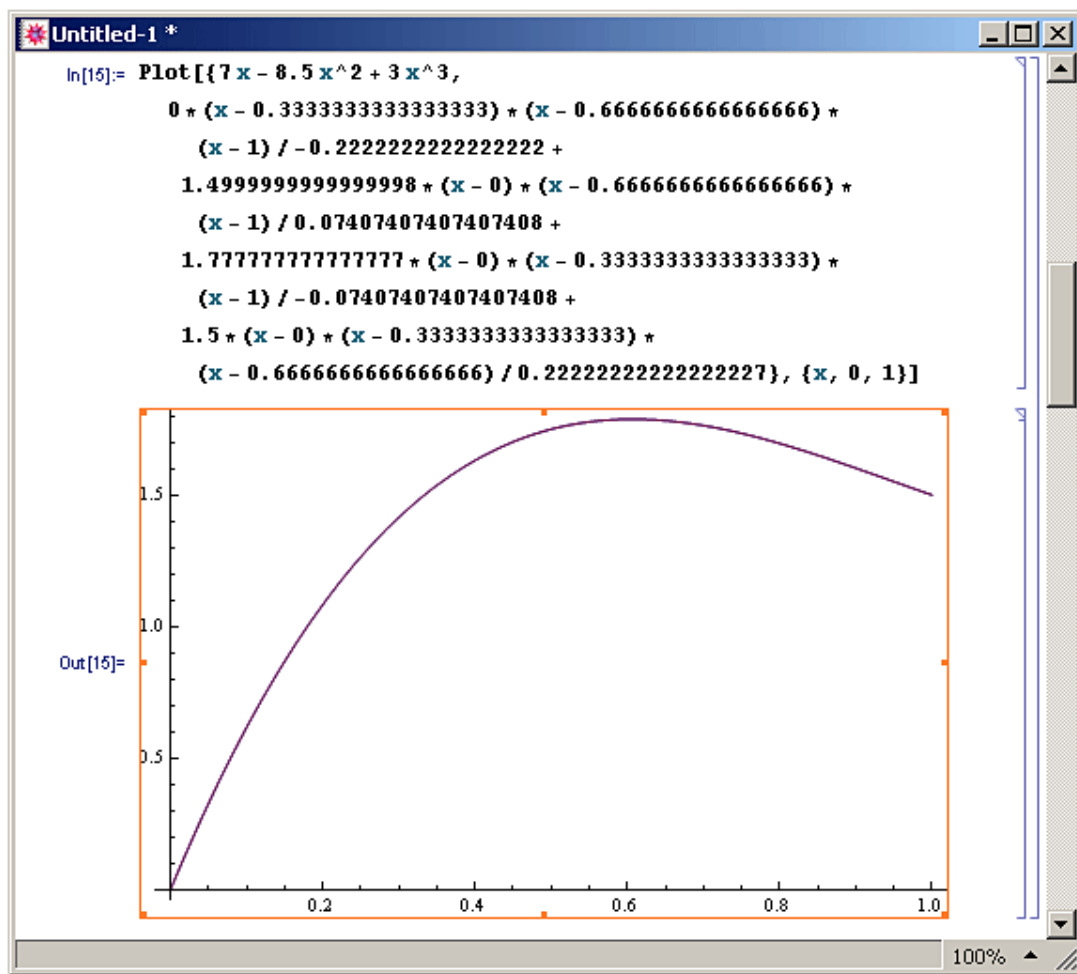 Untitled-1 *
In[15]:= Plot[{7 x - 8.5 x^2 + 3 x^3,
0 * (x - 0.3333333333333333) * (x - 0.6666666666666666) *
(x - 1) / -0.2222222222222222 +
1.4999999999999998 * (x - 0) * (x - 0.6666666666666666) *
(x - 1) / 0.07407407407407408 +
1.777777777777777 * (x - 0) * (x - 0.3333333333333333) *
(x - 1) / -0.07407407407407408 +
1.5 * (x - 0) * (x - 0.3333333333333333) *
(x - 0.6666666666666666) / 0.22222222222222227}, {x, 0, 1}]
1.5
1.0
Out[15]=
0.5
0.2 0.4 0.6 0.8 1.0
100%